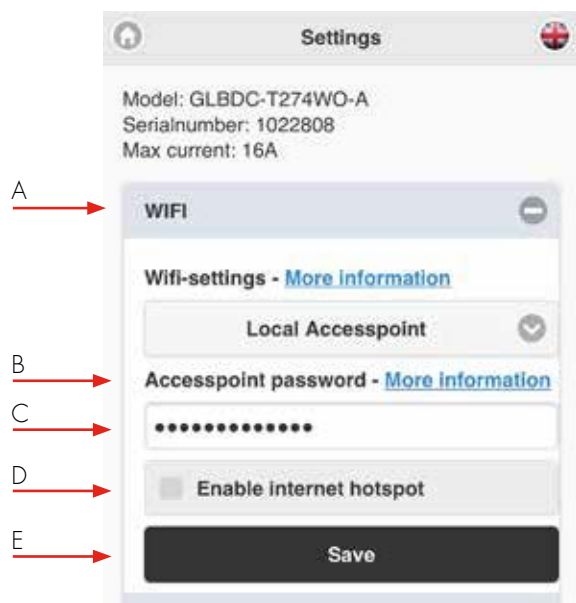 Settings
Model: GLBDC-T274WO-A
Serialnumber: 1022808
Max current: 16A
A
WIFI
Wifi-settings - More information
Local Accesspoint
B
Accesspoint password - More information
C
•••••••••••••
D
Enable internet hotspot
E
Save